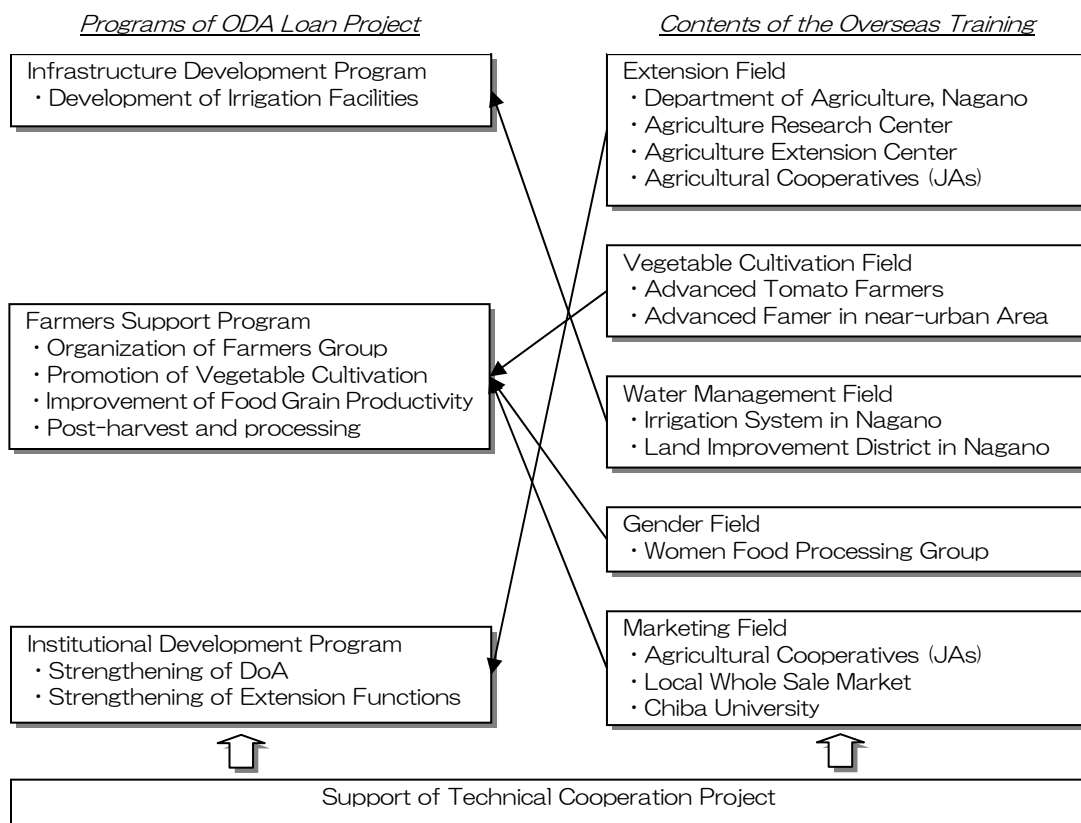 Programs of ODA Loan Project
Infrastructure Development Program
・Development of Irrigation Facilities
Farmers Support Program
・Organization of Farmers Group
・Promotion of Vegetable Cultivation
・Improvement of Food Grain Productivity
・Post-harvest and processing
Institutional Development Program
・Strengthening of DoA
・Strengthening of Extension Functions
Contents of the Overseas Training
Extension Field
・Department of Agriculture, Nagano
・Agriculture Research Center
・Agriculture Extension Center
・Agricultural Cooperatives (JAs)
Vegetable Cultivation Field
・Advanced Tomato Farmers
・Advanced Famer in near-urban Area
Water Management Field
・Irrigation System in Nagano
・Land Improvement District in Nagano
Gender Field
・Women Food Processing Group
Marketing Field
・Agricultural Cooperatives (JAs)
・Local Whole Sale Market
・Chiba University
Support of Technical Cooperation Project